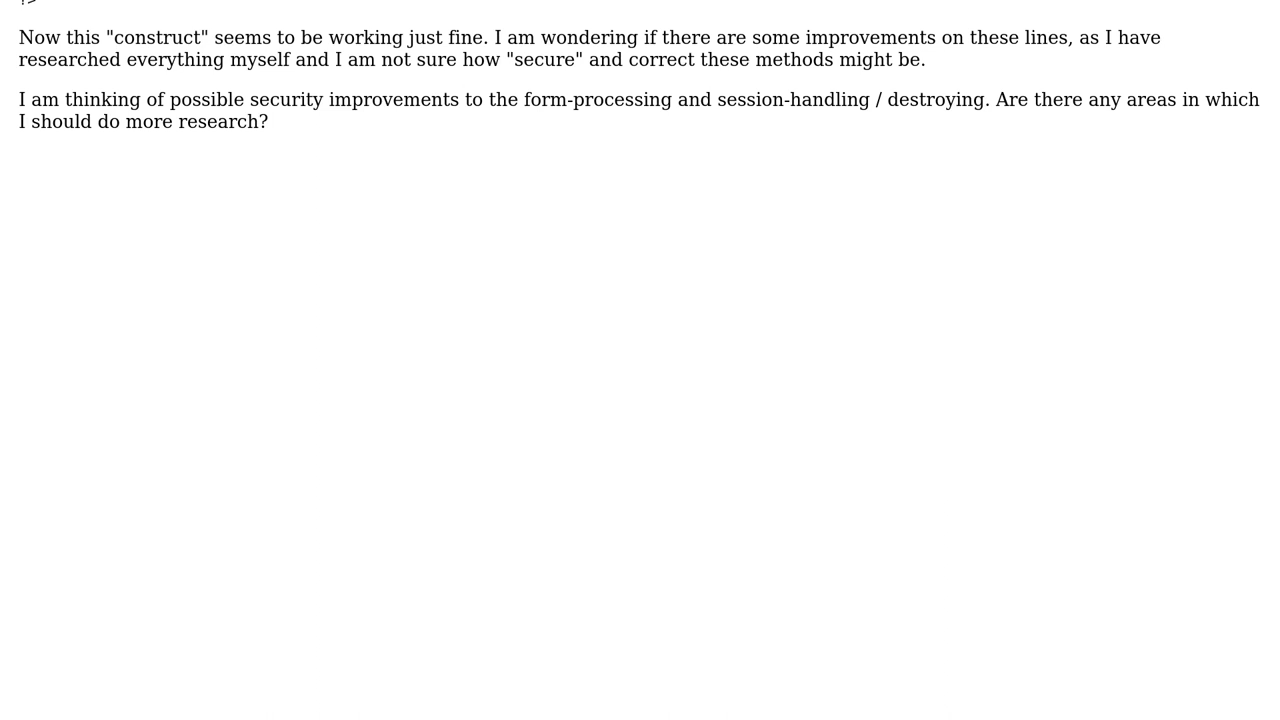 Now this "construct" seems to be working just fine. I am wondering if there are some improvements on these lines, as I have
researched everything myself and I am not sure how "secure" and correct these methods might be.
I am thinking of possible security improvements to the form-processing and session-handling / destroying. Are there any areas in which
I should do more research?